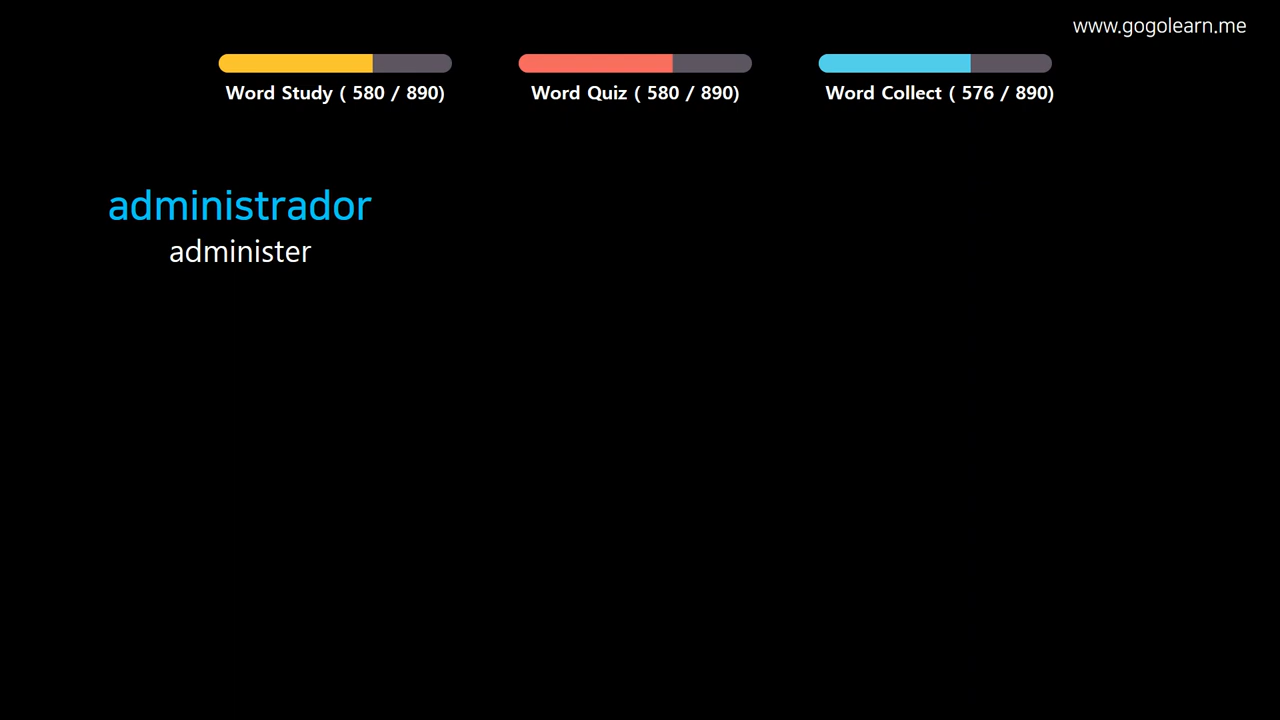 www.gogolearn.me
Word Study ( 580 / 890)
Word Quiz ( 580 / 890)
Word Collect ( 576 / 890)
administrador
administer